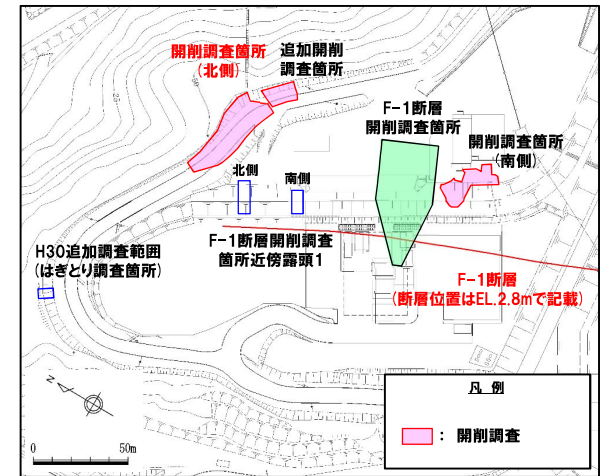 開削調査箇所
(北側)
追加開削
調査箇所
F-1断層
開削調査箇所
開削調査箇所
(南側)
北側
南側
H30追加調査範囲
(はぎとり調査箇所)
F-1断層開削調査
箇所近傍露頭1
F-1断層
(断層位置はEL.2.8mで記載)
N
0 50m
凡 例
: 開削調査